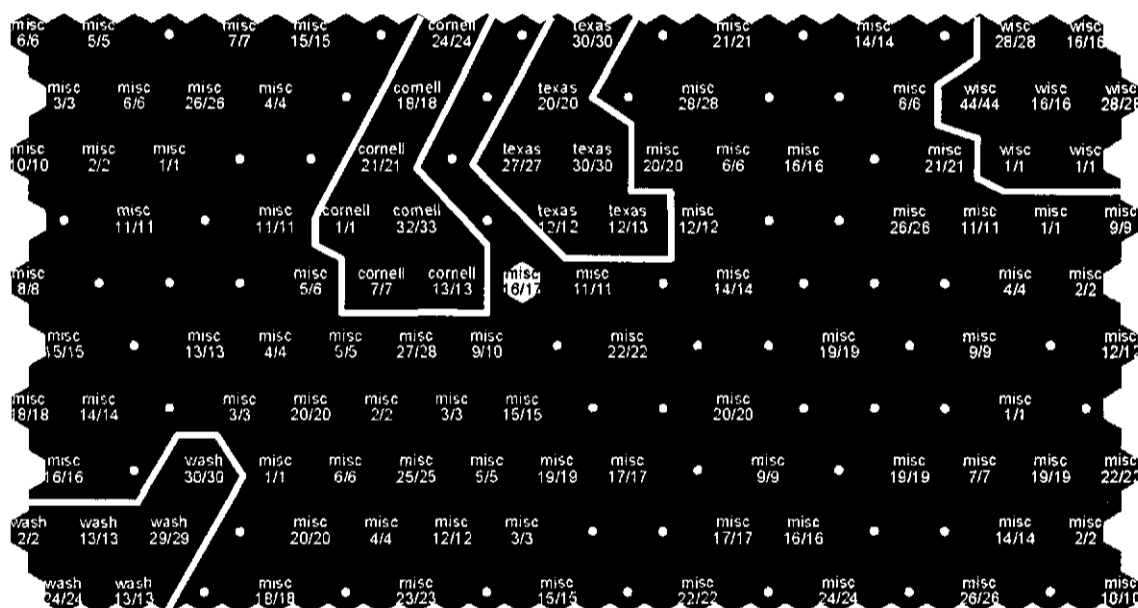 misc misc misc misc cornell texas misc misc wisc misc
6/6 5/5 7/7 15/15 24/24 30/30 21/21 14/14 28/28 16/16
misc misc misc misc cornell texas misc misc wisc misc wisc
3/3 6/6 26/26 4/4 18/18 20/20 28/28 6/6 44/44 16/16 28/28
misc misc misc cornell texas texas misc misc misc misc wisc wisc
10/10 2/2 1/1 21/21 27/27 30/30 20/20 6/6 16/16 21/21 1/1 1/1
misc misc cornell cornell texas texas misc misc misc misc misc
11/11 11/11 1/1 32/33 12/12 12/13 12/12 26/26 11/11 1/1 9/9
misc misc cornell cornell misc misc misc misc misc
8/8 5/6 7/7 13/13 16/17 11/11 14/14 4/4 2/2
misc misc misc misc misc misc misc misc misc misc
15/15 13/13 4/4 5/5 27/28 9/10 22/22 19/19 9/9 12/12
misc misc misc misc misc misc misc misc misc
18/18 14/14 3/3 20/20 2/2 3/3 15/15 20/20 1/1
misc wash misc misc misc misc misc misc misc misc misc misc misc
16/16 30/30 1/1 6/6 25/25 5/5 19/19 17/17 9/9 19/19 7/7 19/19 22/22
wash wash wash misc misc misc misc misc misc misc misc
2/2 13/13 29/29 20/20 4/4 12/12 3/3 17/17 16/16 14/14 2/2
wash wash misc misc misc misc misc misc misc
24/24 13/13 18/18 23/23 15/15 22/22 24/24 26/26 10/10